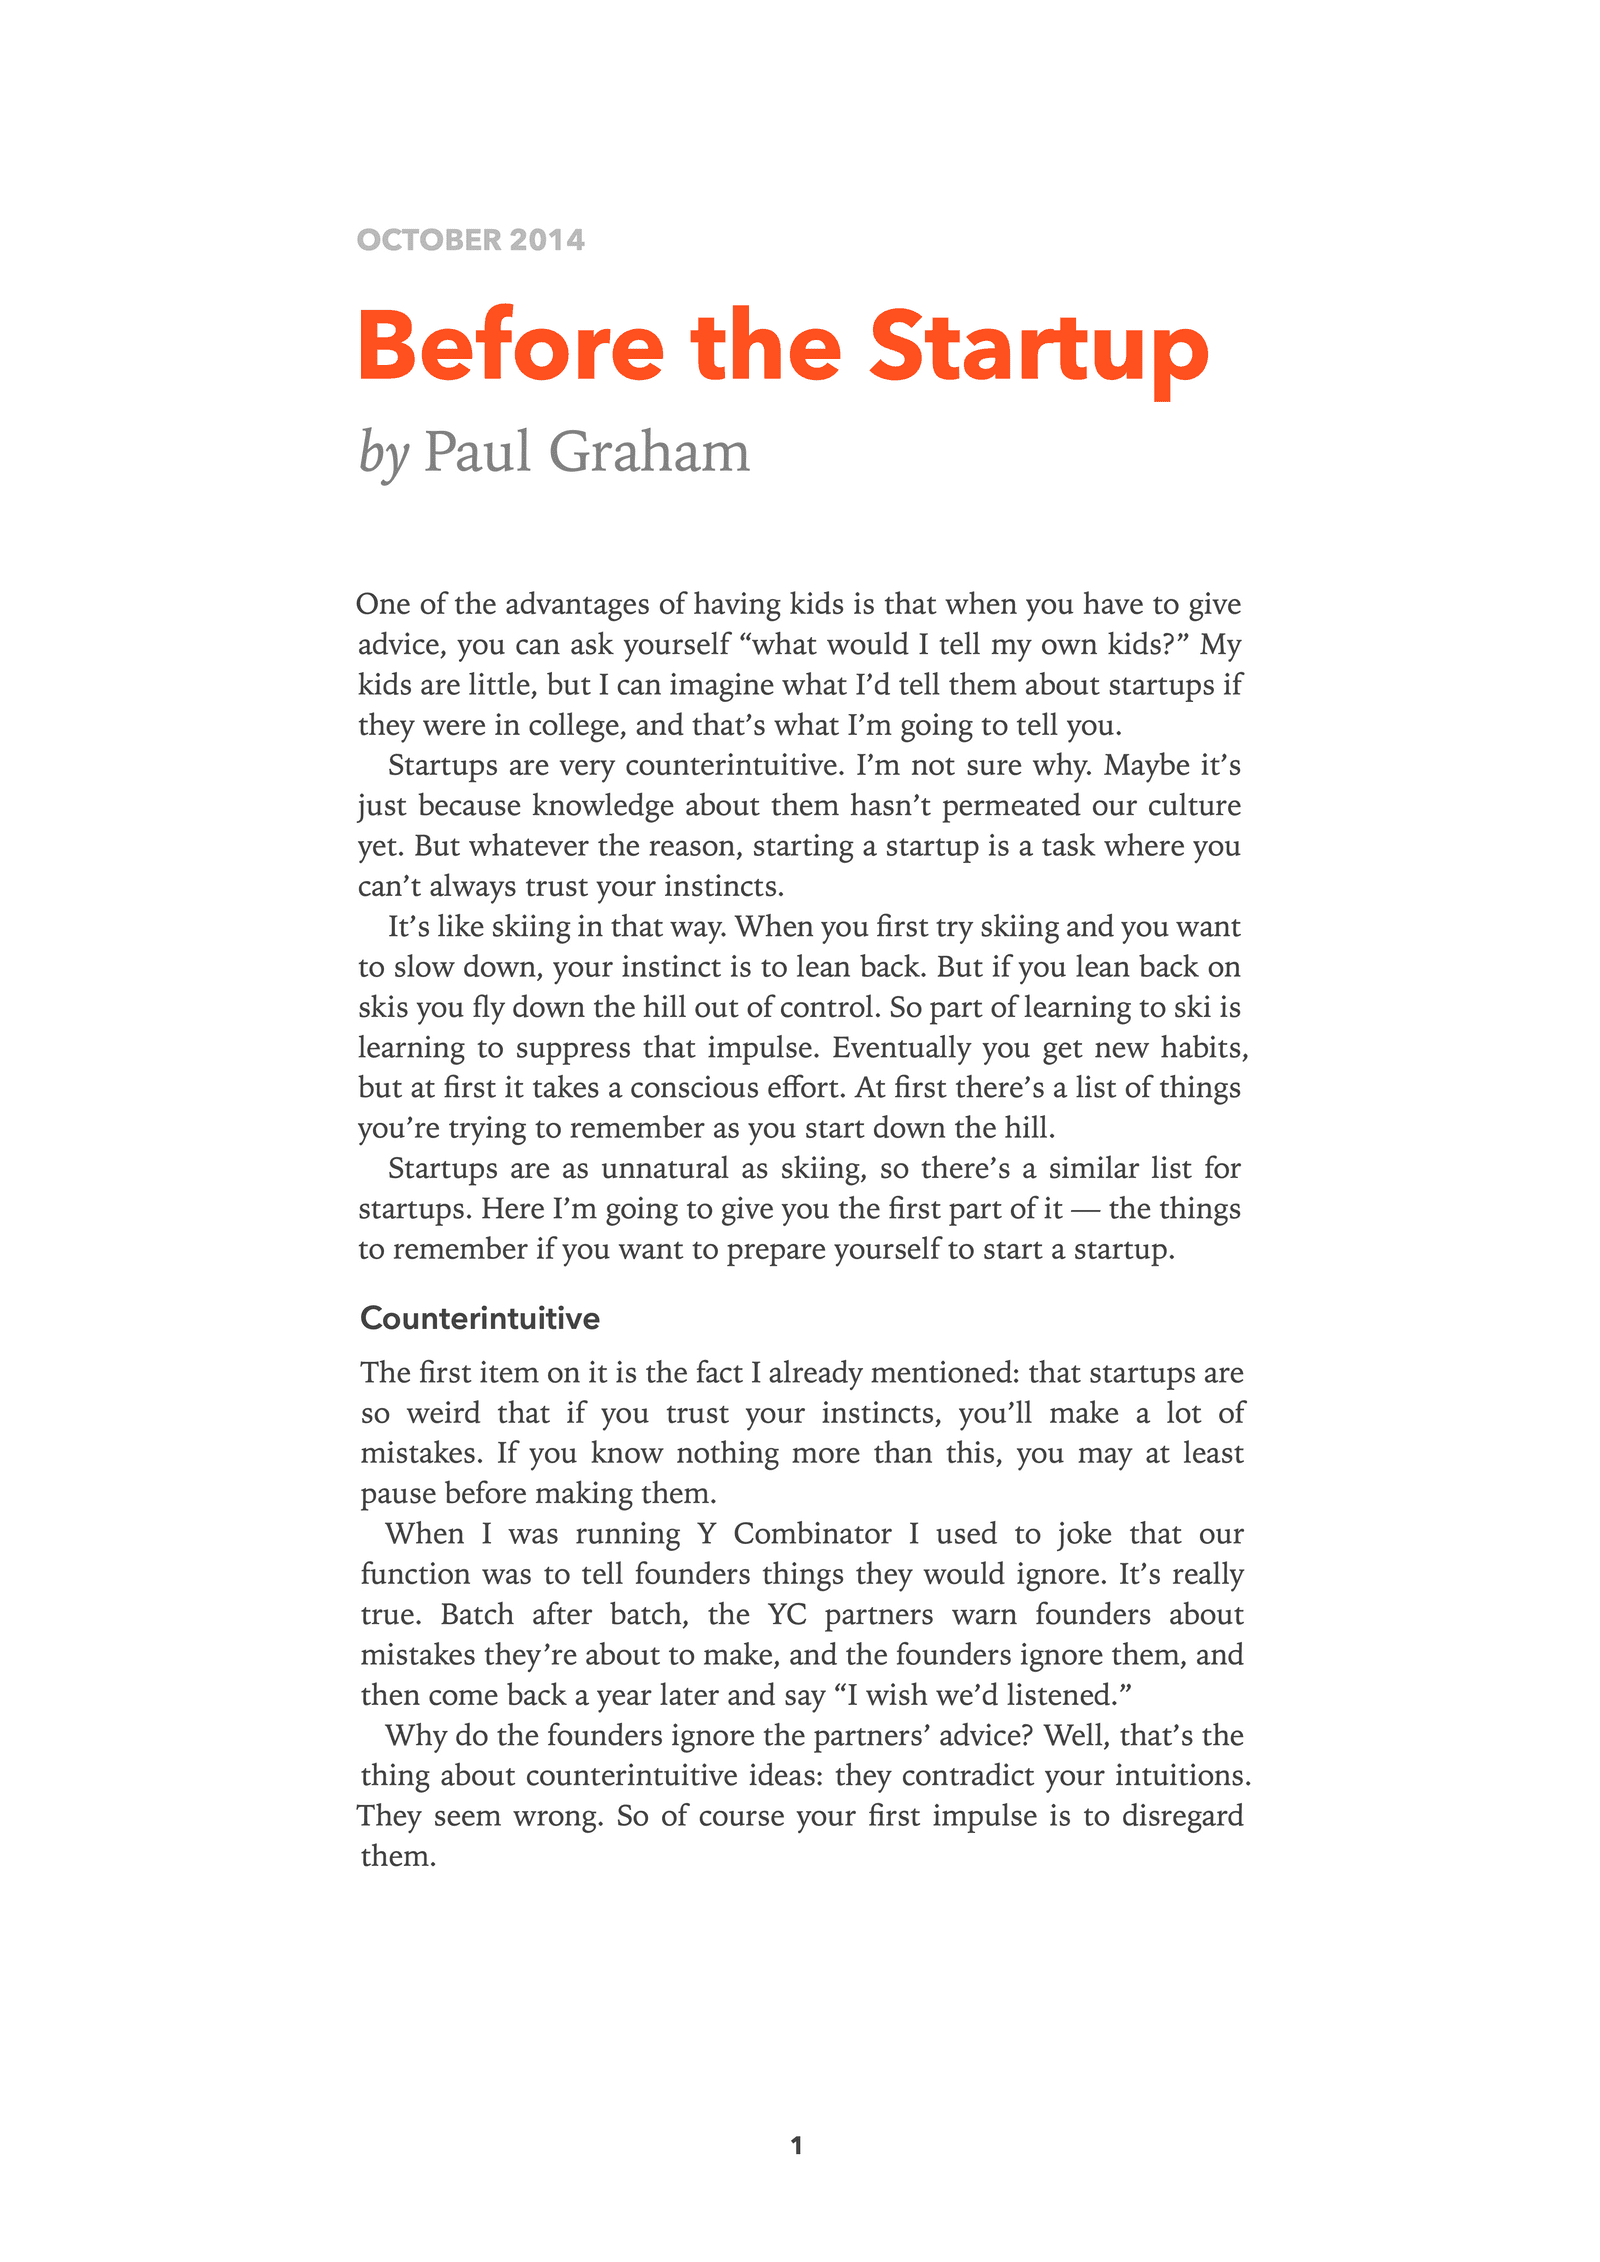 OCTOBER 2014
Before the Startup
by Paul Graham
One of the advantages of having kids is that when you have to give
advice, you can ask yourself “what would I tell my own kids?” My
kids are little, but I can imagine what I’d tell them about startups if
they were in college, and that’s what I’m going to tell you.
Startups are very counterintuitive. I’m not sure why. Maybe it’s
just because knowledge about them hasn’t permeated our culture
yet. But whatever the reason, starting a startup is a task where you
can’t always trust your instincts.
It’s like skiing in that way. When you first try skiing and you want
to slow down, your instinct is to lean back. But if you lean back on
skis you fly down the hill out of control. So part of learning to ski is
learning to suppress that impulse. Eventually you get new habits,
but at first it takes a conscious effort. At first there’s a list of things
you’re trying to remember as you start down the hill.
Startups are as unnatural as skiing, so there’s a similar list for
startups. Here I’m going to give you the first part of it — the things
to remember if you want to prepare yourself to start a startup.
Counterintuitive
The first item on it is the fact I already mentioned: that startups are
so weird that if you trust your instincts, you’ll make a lot of
mistakes. If you know nothing more than this, you may at least
pause before making them.
When I was running Y Combinator I used to joke that our
function was to tell founders things they would ignore. It’s really
true. Batch after batch, the YC partners warn founders about
mistakes they’re about to make, and the founders ignore them, and
then come back a year later and say “I wish we’d listened.”
Why do the founders ignore the partners’ advice? Well, that’s the
thing about counterintuitive ideas: they contradict your intuitions.
They seem wrong. So of course your first impulse is to disregard
them.
1